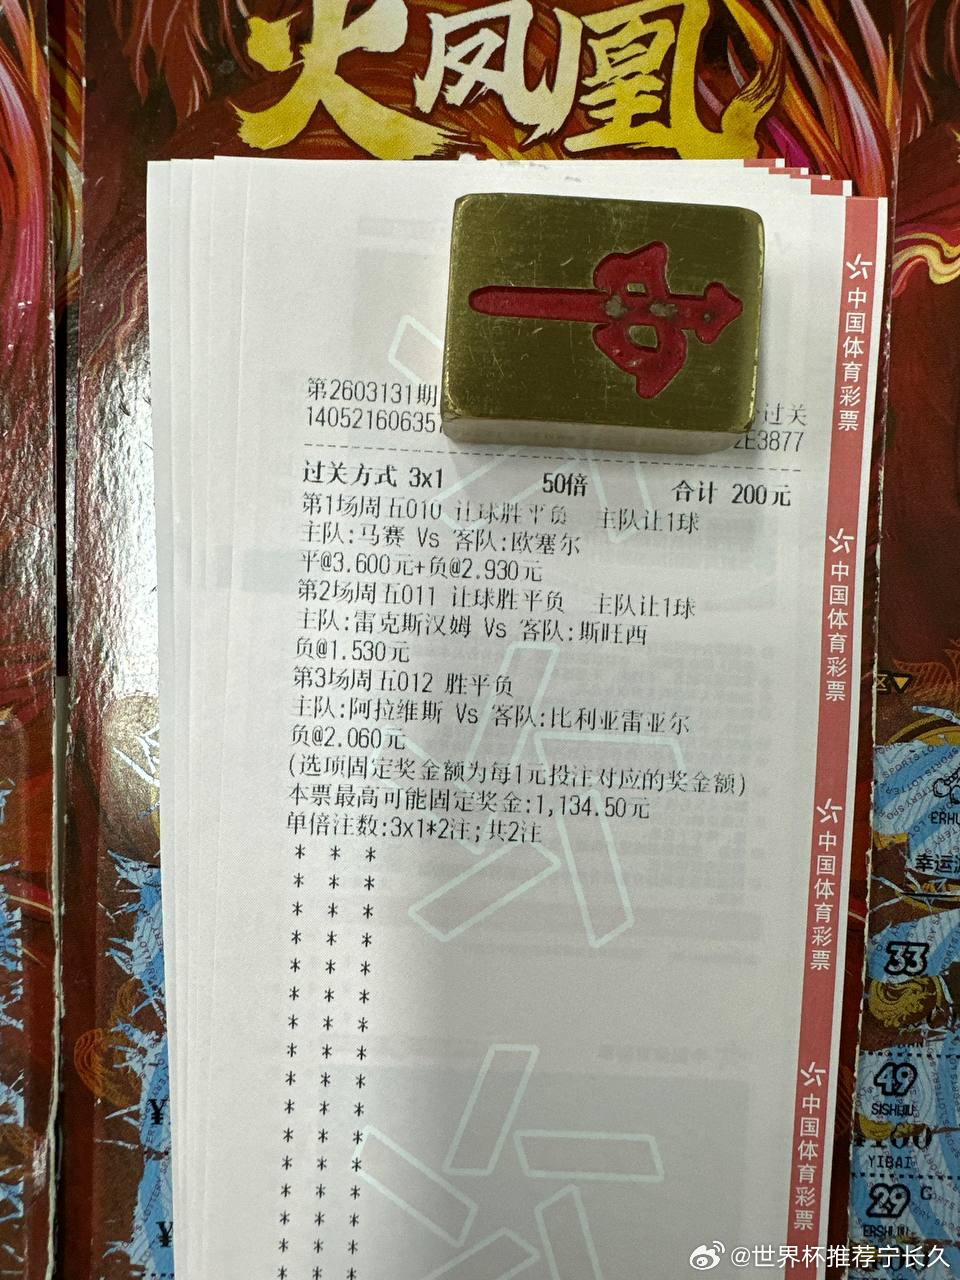 火凤凰
第2603131期
过关
14052160635
2E3877
过关方式 3x1 50倍 合计 200元
第1场周五010 让球胜平负 主队让1球
主队:马赛 Vs 客队:欧塞尔
平@3.600元+负@2.930元
第2场周五011 让球胜平负 主队让1球
主队:雷克斯汉姆 Vs 客队:斯旺西
负@1.530元
第3场周五012 胜平负
主队:阿拉维斯 Vs 客队:比利亚雷亚尔
负@2.060元
(选项固定奖金额为每1元投注对应的奖金额)
本票最高可能固定奖金:1,134.50元
单倍注数:3x1*2注;共2注
中国体育彩票
中国体育彩票
中国体育彩票
中国体育彩票
幸运
33
49
SISHIJIU
YIBAI
29
@世界杯推荐宁长久